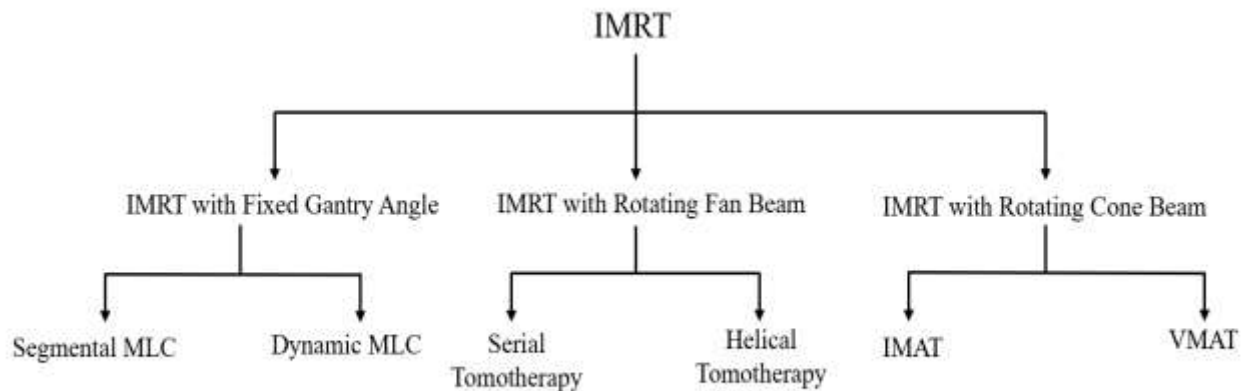 IMRT
IMRT with Fixed Gantry Angle
IMRT with Rotating Fan Beam
IMRT with Rotating Cone Beam
Segmental MLC
Dynamic MLC
Serial
Tomotherapy
Helical
Tomotherapy
IMAT
VMAT